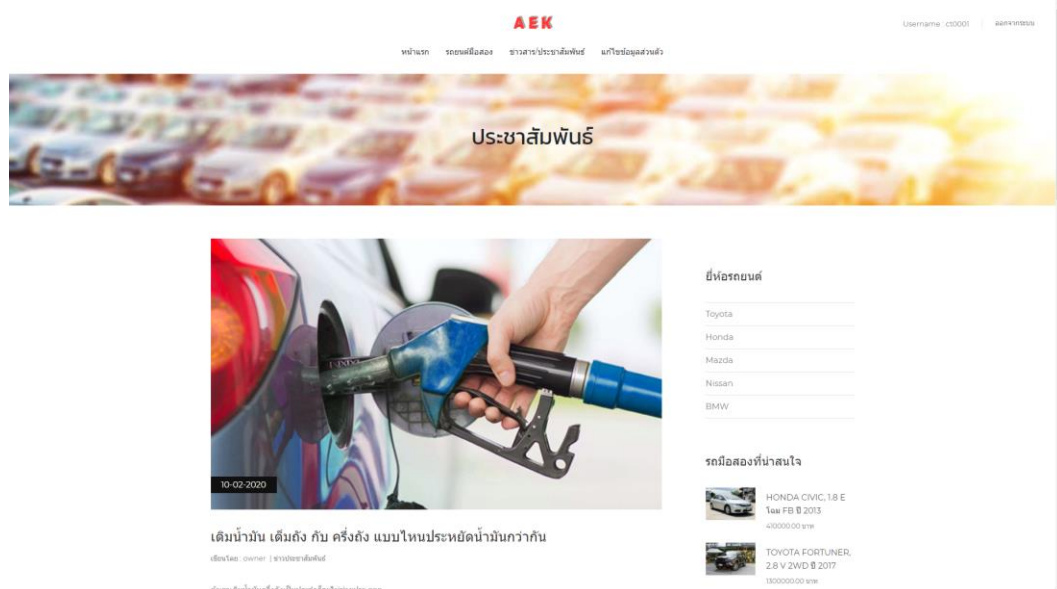 AEK
Username : ct0001 ออกจากระบบ
หน้าแรก รถยนต์มือสอง ข่าวสาร/ประชาสัมพันธ์ แก้ไขข้อมูลส่วนตัว
ประชาสัมพันธ์
10-02-2020
เติมน้ำมัน เต็มถัง กับ ครึ่งถัง แบบไหนประหยัดน้ำมันกว่ากัน
เขียนโดย : owner | ข่าวประชาสัมพันธ์
ยี่ห้อรถยนต์
Toyota
Honda
Mazda
Nissan
BMW
รถมือสองที่น่าสนใจ
HONDA CIVIC, 1.8 E
โฉม FB ปี 2013
410000.00 บาท
TOYOTA FORTUNER,
2.8 V 2WD ปี 2017
1300000.00 บาท